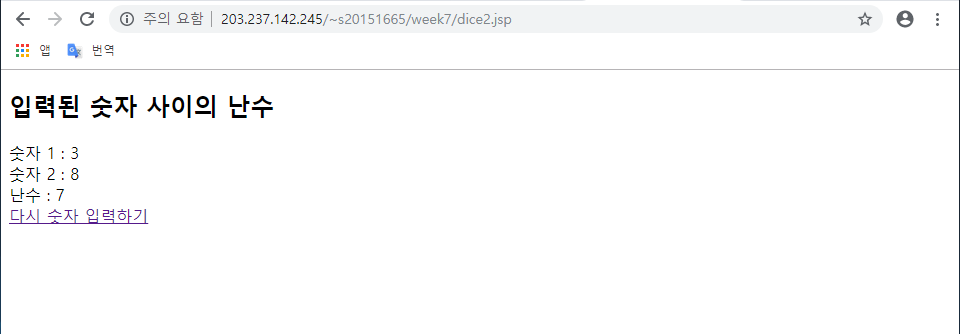 주의 요함 | 203.237.142.245/~s20151665/week7/dice2.jsp
앱 번역
입력된 숫자 사이의 난수
숫자 1 : 3
숫자 2 : 8
난수 : 7
다시 숫자 입력하기